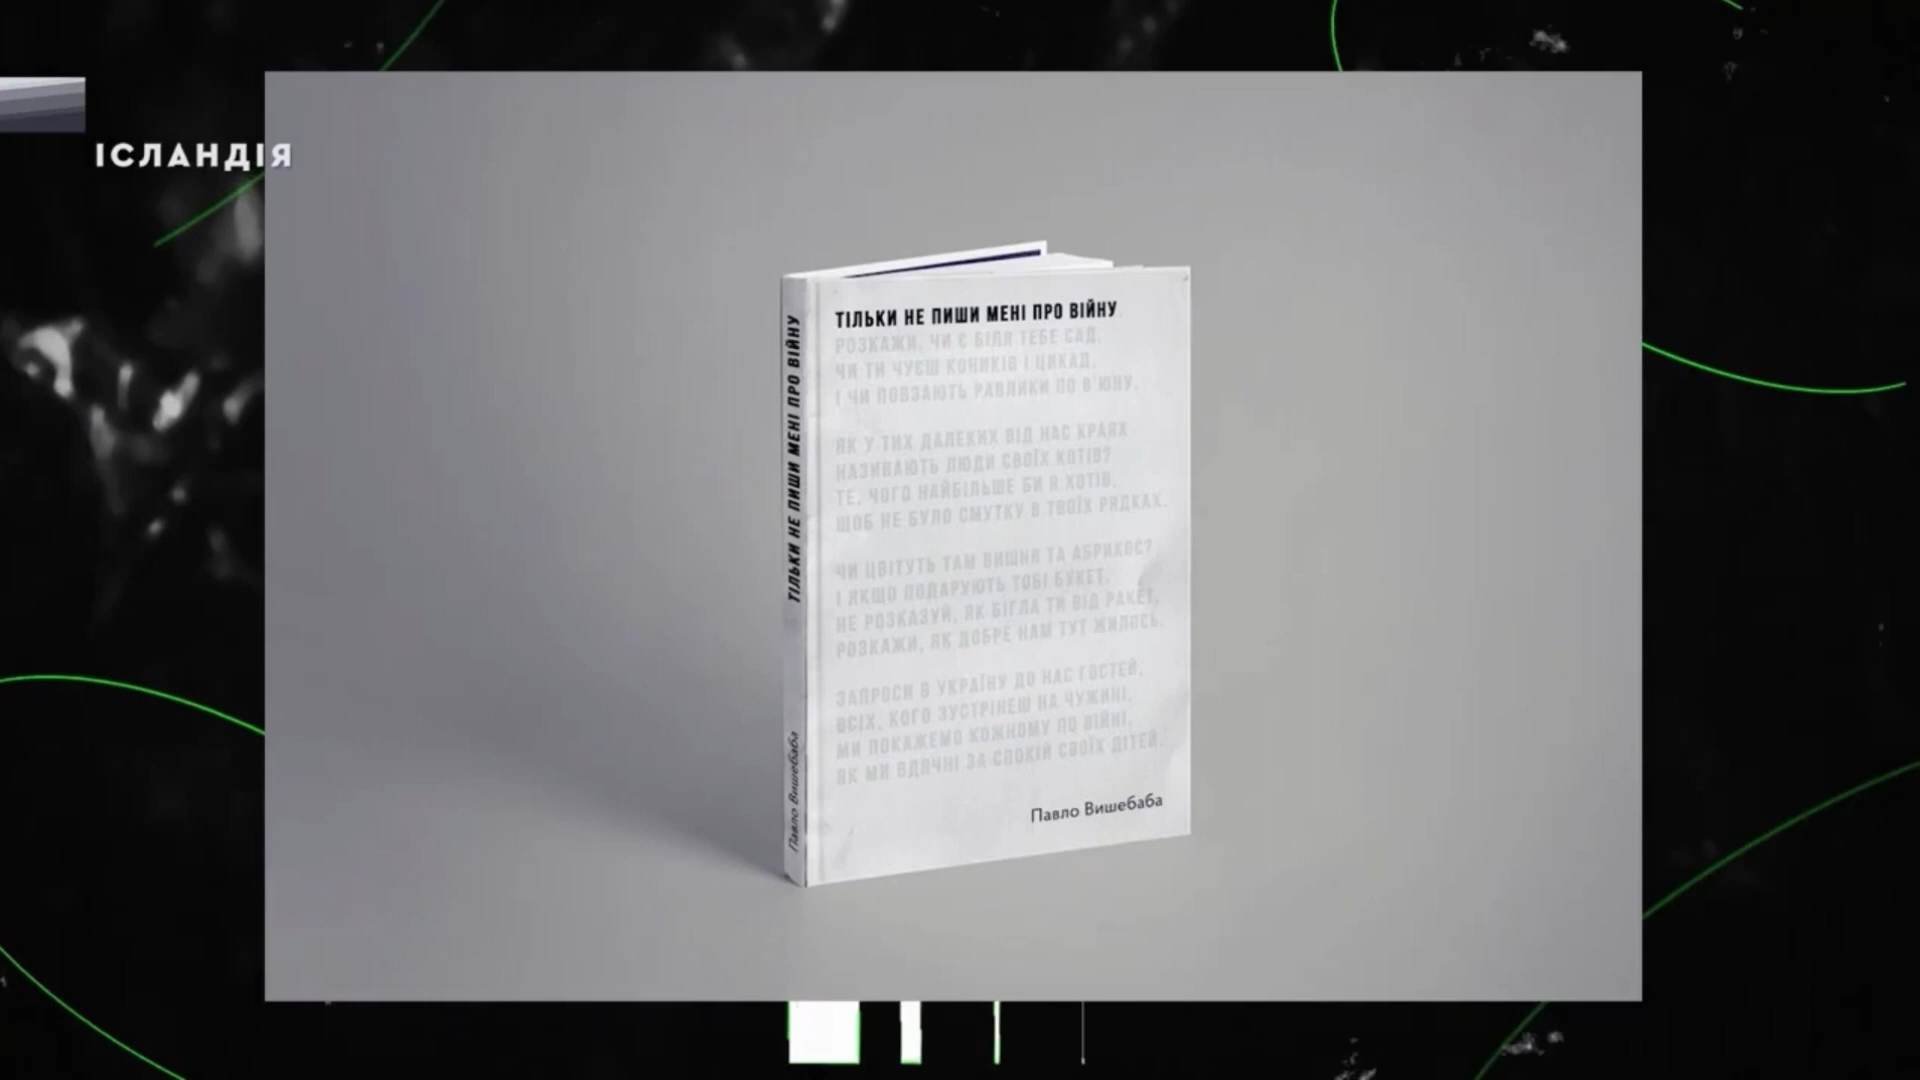 ІСЛАНДІЯ
ТІЛЬКИ НЕ ПИШИ МЕНІ ПРО ВІЙНУ
РОЗКАЖИ, ЧИ Є БІЛЯ ТЕБЕ САД,
ЧИ ТИ ЧУЄШ КОНИКІВ І ЦИКАД,
І ЧИ ПОВЗАЮТЬ РАВЛИКИ ПО В'ЮНУ.
ЯК У ТИХ ДАЛЕКИХ ВІД НАС КРАЯХ
НАЗИВАЮТЬ ЛЮДИ СВОЇХ КОТІВ?
ТЕ, ЧОГО НАЙБІЛЬШЕ БИ Я ХОТІВ,
ЩОБ НЕ БУЛО СМУТКУ В ТВОЇХ РЯДКАХ.
ЧИ ЦВІТУТЬ ТАМ ВИШНЯ ТА АБРИКОС?
І ЯКЩО ПОДАРУЮТЬ ТОБІ БУКЕТ,
НЕ РОЗКАЗУЙ, ЯК БІГЛА ТИ ВІД РАКЕТ,
РОЗКАЖИ, ЯК ДОБРЕ НАМ ТУТ ЖИЛОСЬ.
ЗАПРОСИ В УКРАЇНУ ДО НАС ГОСТЕЙ,
ВСІХ, КОГО ЗУСТРІНЕШ НА ЧУЖИНІ,
МИ ПОКАЖЕМО КОЖНОМУ ПО ВІЙНІ,
ЯК МИ ВДЯЧНІ ЗА СПОКІЙ СВОЇХ ДІТЕЙ.
Павло Вишебаба
ТІЛЬКИ НЕ ПИШИ МЕНІ ПРО ВІЙНУ
Павло Вишебаба